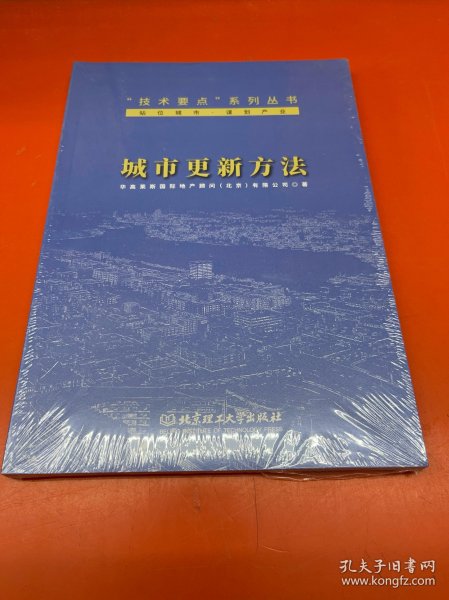 “技术要点”系列丛书
站位城市·谋划产业
城市更新方法
华高莱斯国际地产顾问（北京）有限公司◎著
北京理工大学出版社
BEIJING INSTITUTE OF TECHNOLOGY PRESS
孔夫子旧书网
www.kongfz.com